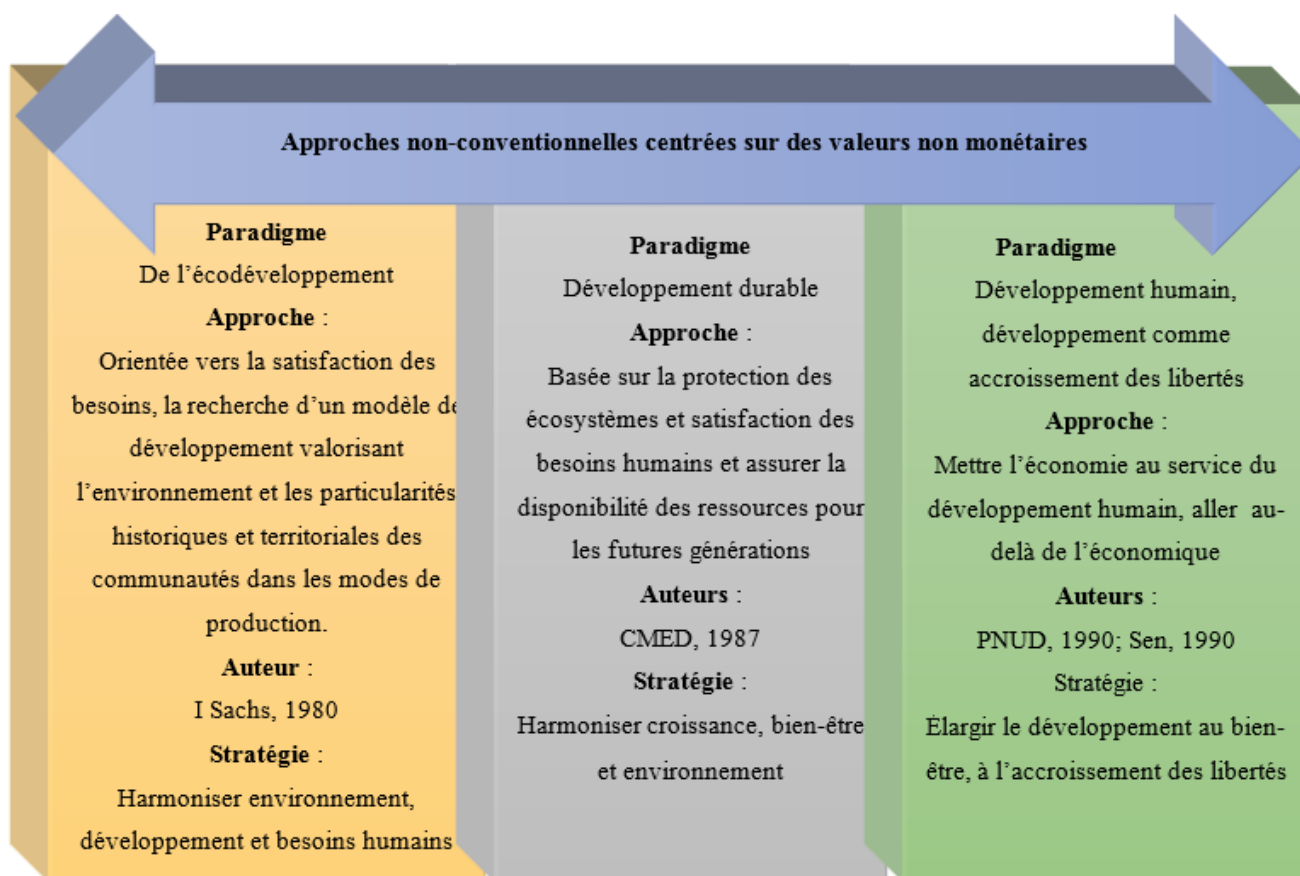 Approches non-conventionnelles centrées sur des valeurs non monétaires
Paradigme
De l’écodéveloppement
Approche :
Orientée vers la satisfaction des
besoins, la recherche d’un modèle de
développement valorisant
l’environnement et les particularités
historiques et territoriales des
communautés dans les modes de
production.
Auteur :
I Sachs, 1980
Stratégie :
Harmoniser environnement,
développement et besoins humains
Paradigme
Développement durable
Approche :
Basée sur la protection des
écosystèmes et satisfaction des
besoins humains et assurer la
disponibilité des ressources pour
les futures générations
Auteurs :
CMED, 1987
Stratégie :
Harmoniser croissance, bien-être
et environnement
Paradigme
Développement humain,
développement comme
accroissement des libertés
Approche :
Mettre l’économie au service du
développement humain, aller au-
delà de l’économique
Auteurs :
PNUD, 1990; Sen, 1990
Stratégie :
Élargir le développement au bien-
être, à l’accroissement des libertés